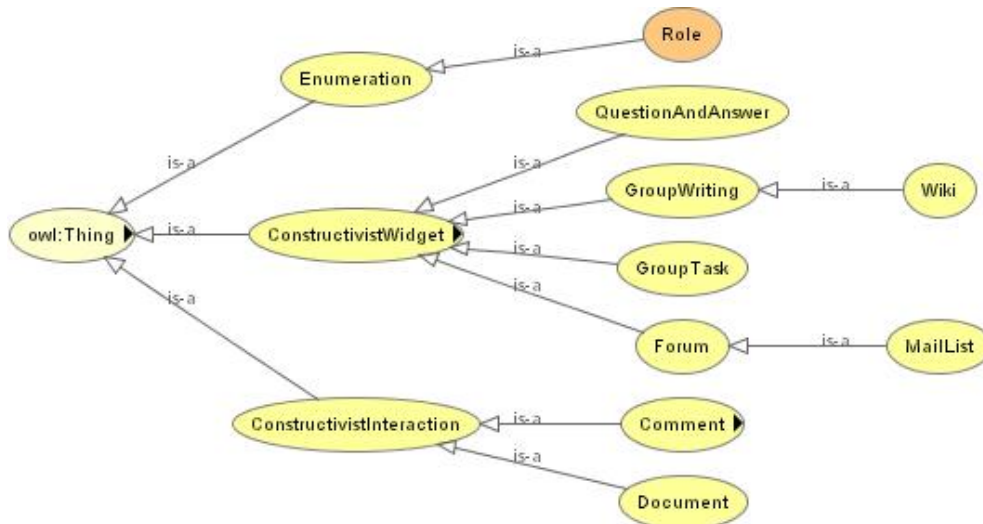 Role
is-a
Enumeration
QuestionAndAnswer
is-a
is-a
GroupWriting
is-a
Wiki
is-a
owl:Thing
is-a
ConstructivistWidget
is-a
GroupTask
is-a
is-a
Forum
is-a
MailList
ConstructivistInteraction
is-a
Comment
is-a
Document